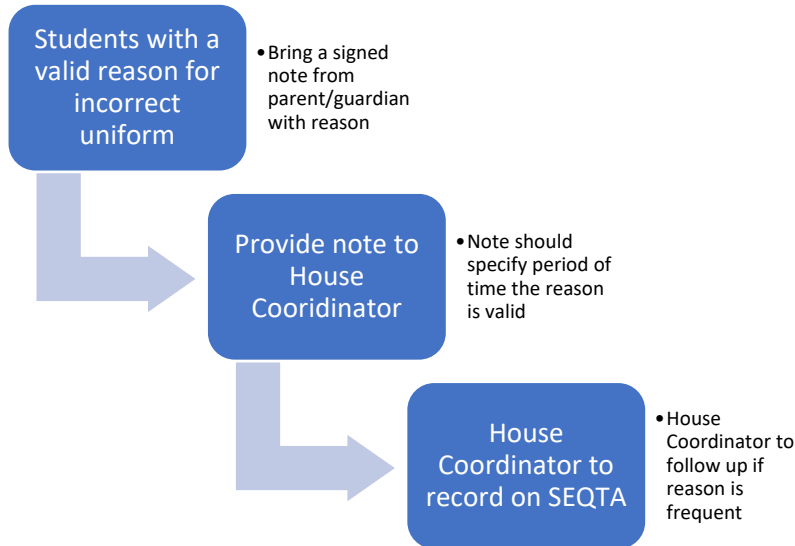 Students with a
valid reason for
incorrect
uniform
•Bring a signed
note from
parent/guardian
with reason
Provide note to
House
Cooridinator
•Note should
specify period of
time the reason
is valid
House
Coordinator to
record on SEQTA
•House
Coordinator to
follow up if
reason is
frequent